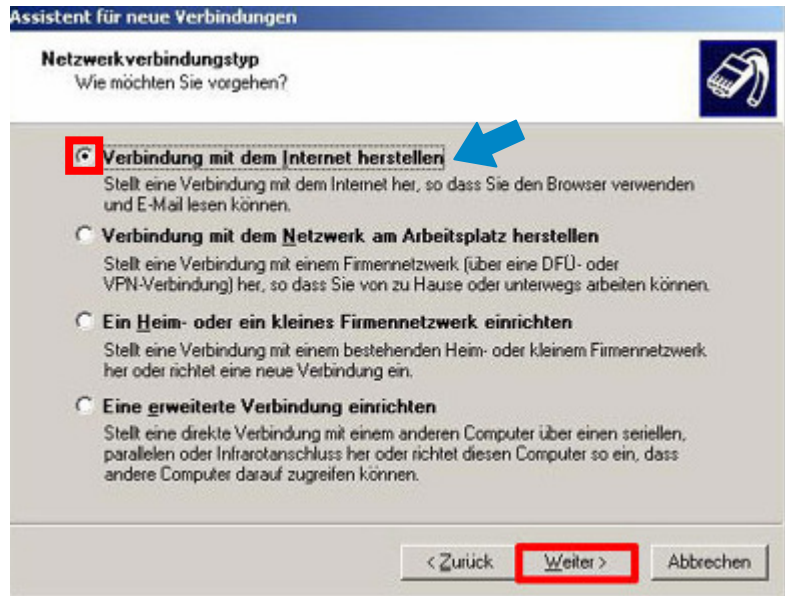 Assistent für neue Verbindungen
Netzwerkverbindungstyp
Wie möchten Sie vorgehen?
Verbindung mit dem Internet herstellen
Stellt eine Verbindung mit dem Internet her, so dass Sie den Browser verwenden
und E-Mail lesen können.
Verbindung mit dem Netzwerk am Arbeitsplatz herstellen
Stellt eine Verbindung mit einem Firmennetzwerk (über eine DFÜ- oder
VPN-Verbindung) her, so dass Sie von zu Hause oder unterwegs arbeiten können.
Ein Heim- oder ein kleines Firmennetzwerk einrichten
Stellt eine Verbindung mit einem bestehenden Heim- oder kleinem Firmennetzwerk
her oder richtet eine neue Verbindung ein.
Eine erweiterte Verbindung einrichten
Stellt eine direkte Verbindung mit einem anderen Computer über einen seriellen,
parallelen oder Infrarotanschluss her oder richtet diesen Computer so ein, dass
andere Computer darauf zugreifen können.
< Zurück Weiter > Abbrechen